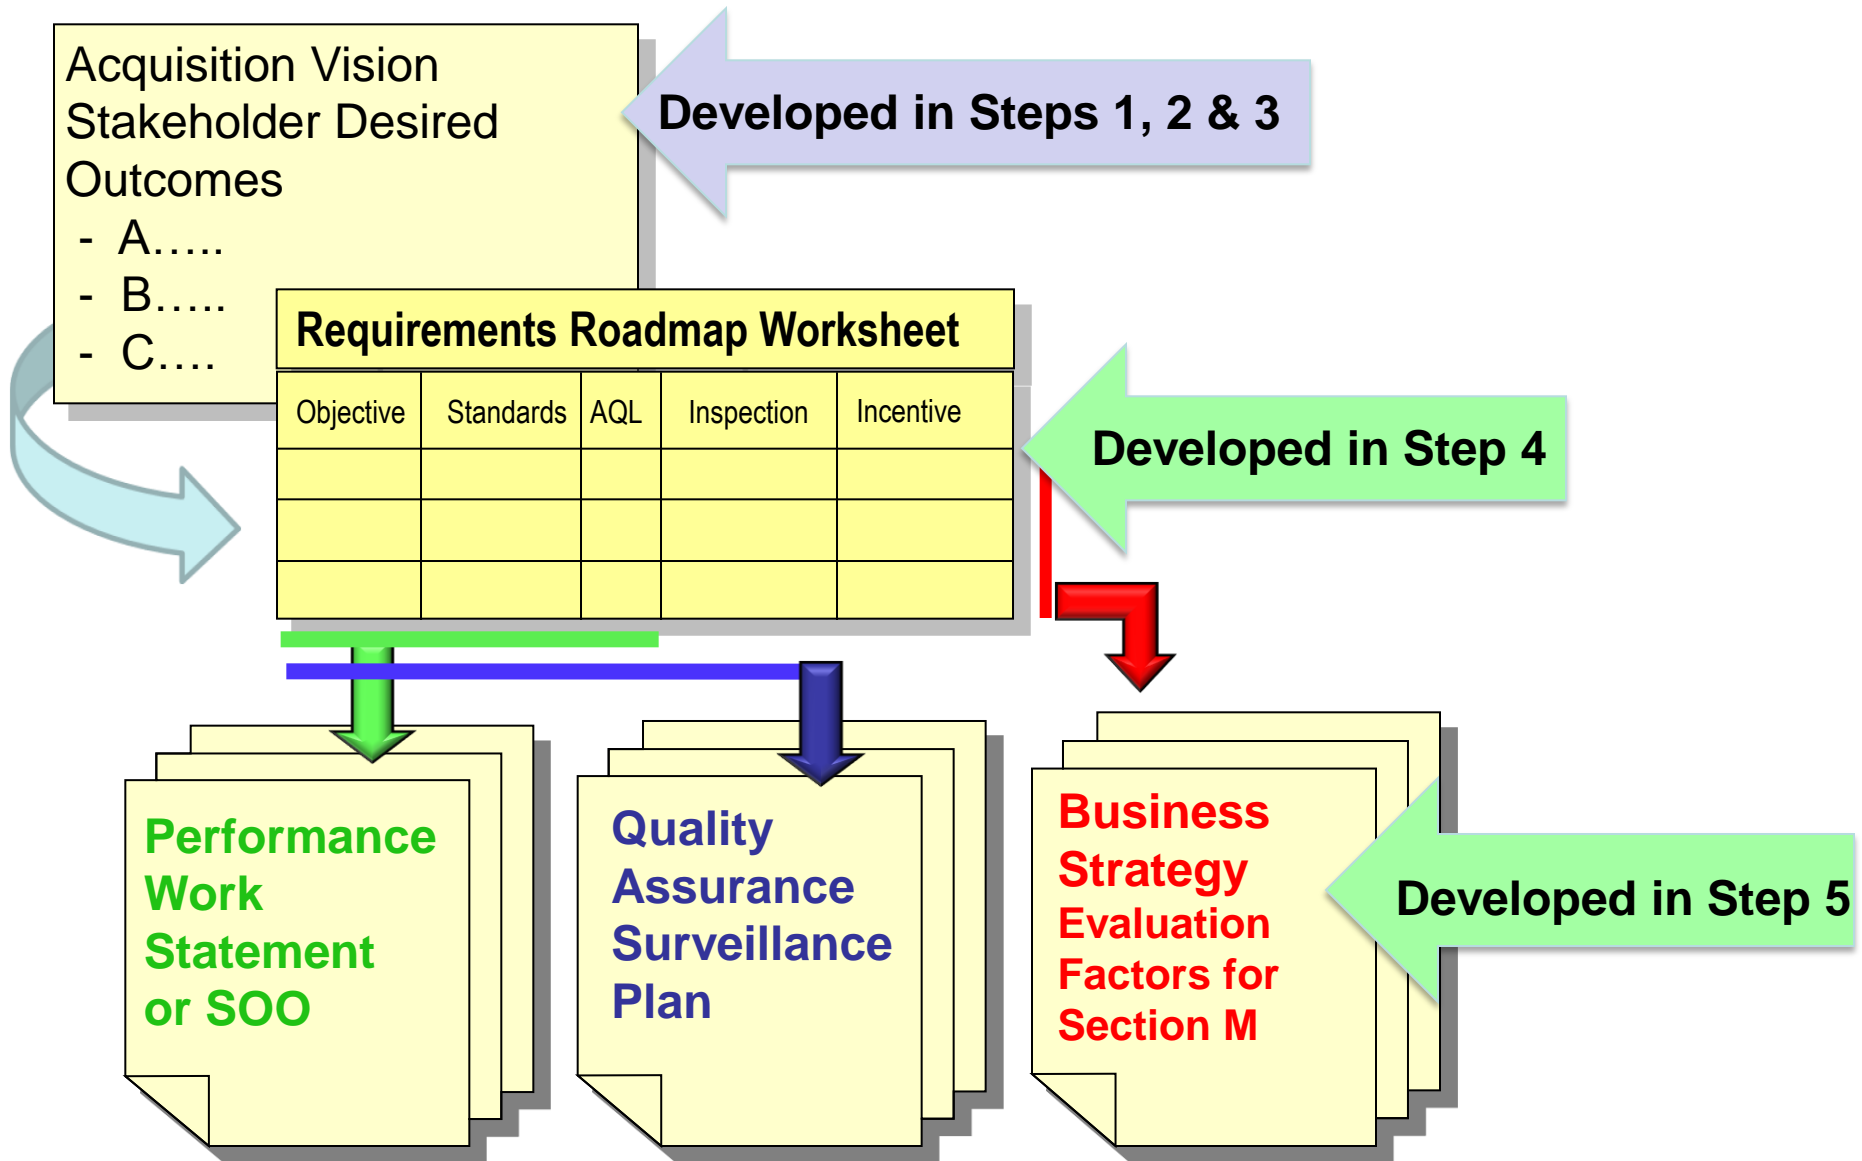 Acquisition Vision
Stakeholder Desired
Outcomes
- A…..
- B…..
- C….
Developed in Steps 1, 2 & 3
Requirements Roadmap Worksheet
Objective Standards AQL Inspection Incentive
Developed in Step 4
Performance
Work
Statement
or SOO
Quality
Assurance
Surveillance
Plan
Business
Strategy
Evaluation
Factors for
Section M
Developed in Step 5